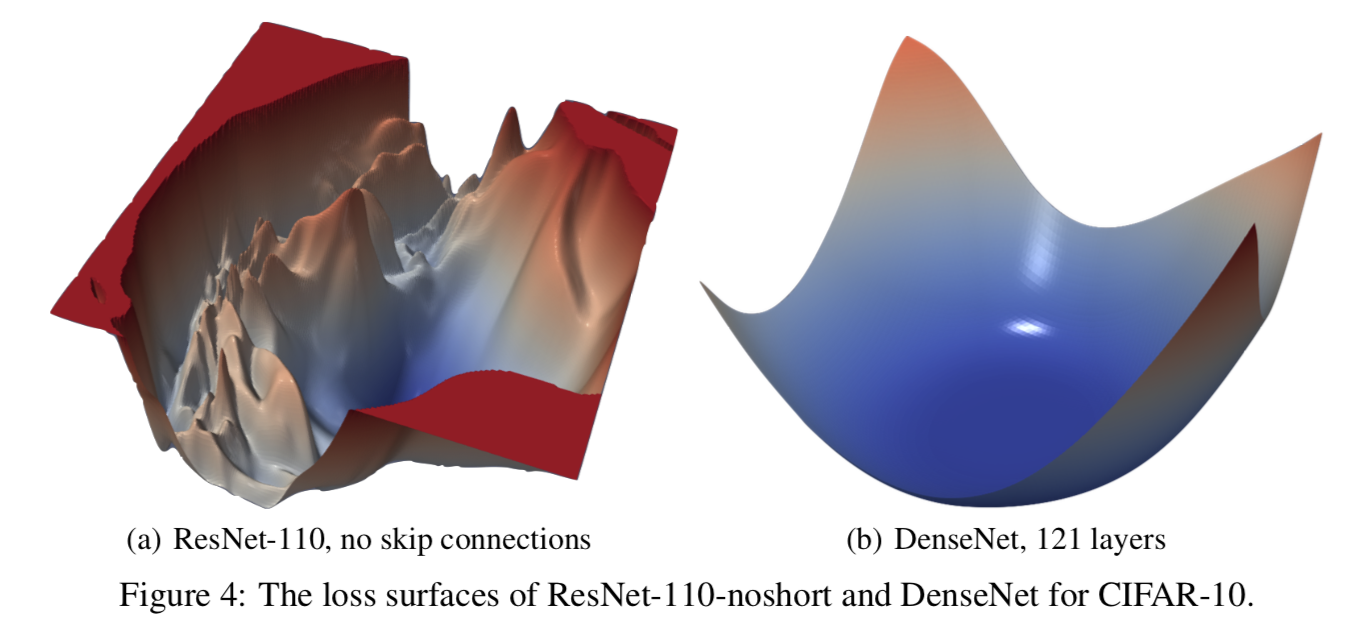 (a) ResNet-110, no skip connections
(b) DenseNet, 121 layers
Figure 4: The loss surfaces of ResNet-110-noshort and DenseNet for CIFAR-10.